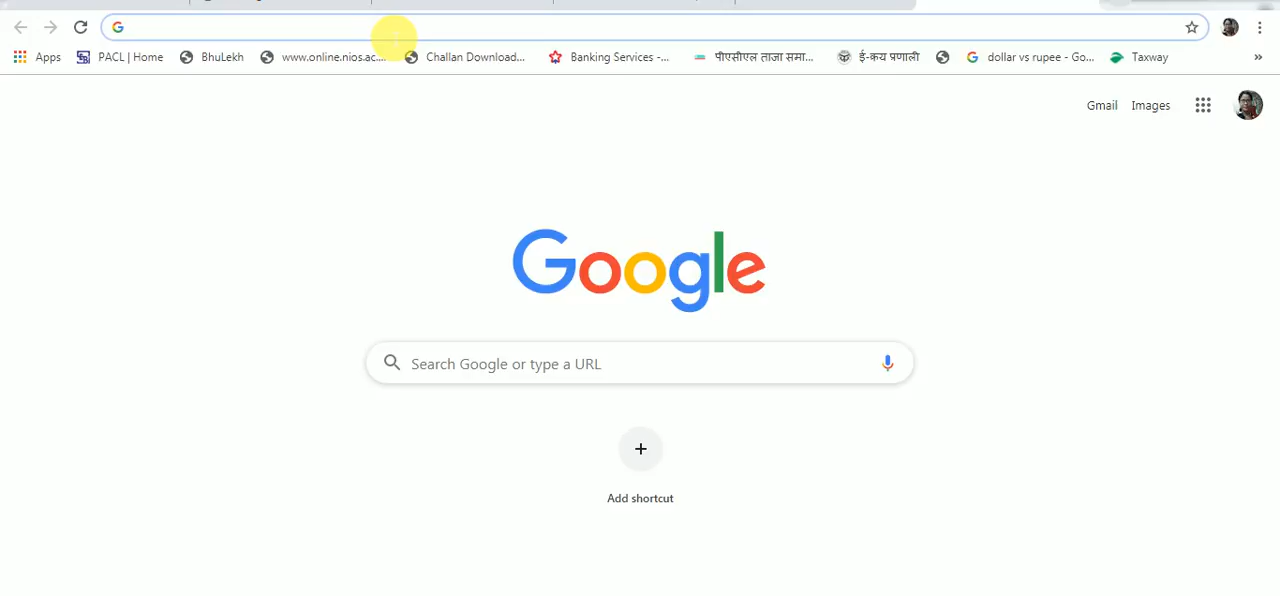 Apps PACL | Home BhuLekh www.online.nios.ac.... Challan Download... Banking Services -... पीएसीएल ताजा समा... ई-क्रय प्रणाली dollar vs rupee - Go... Taxway »
Gmail Images
Google
Search Google or type a URL
Add shortcut